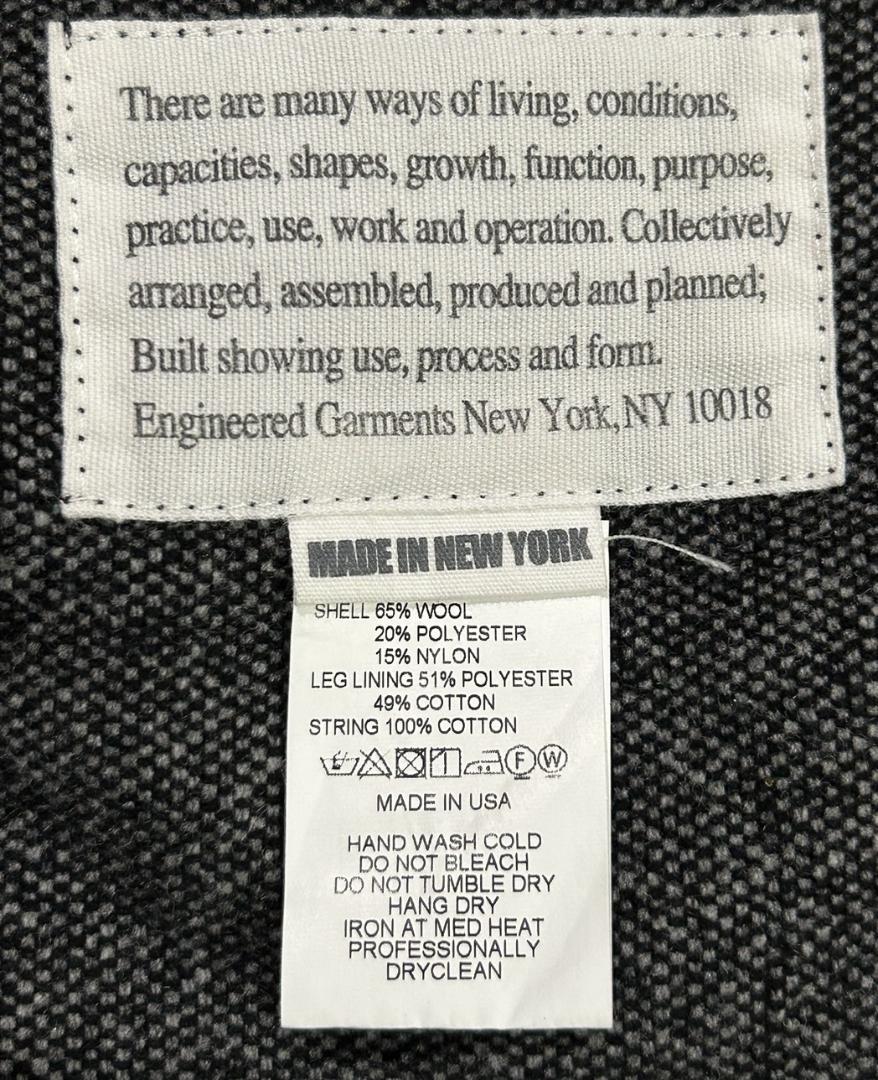 There are many ways of living, conditions,
capacities, shapes, growth, function, purpose,
practice, use, work and operation. Collectively
arranged, assembled, produced and planned;
Built showing use, process and form.
Engineered Garments New York, NY 10018
MADE IN NEW YORK
SHELL 65% WOOL
20% POLYESTER
15% NYLON
LEG LINING 51% POLYESTER
49% COTTON
STRING 100% COTTON
F W
MADE IN USA
HAND WASH COLD
DO NOT BLEACH
DO NOT TUMBLE DRY
HANG DRY
IRON AT MED HEAT
PROFESSIONALLY
DRYCLEAN